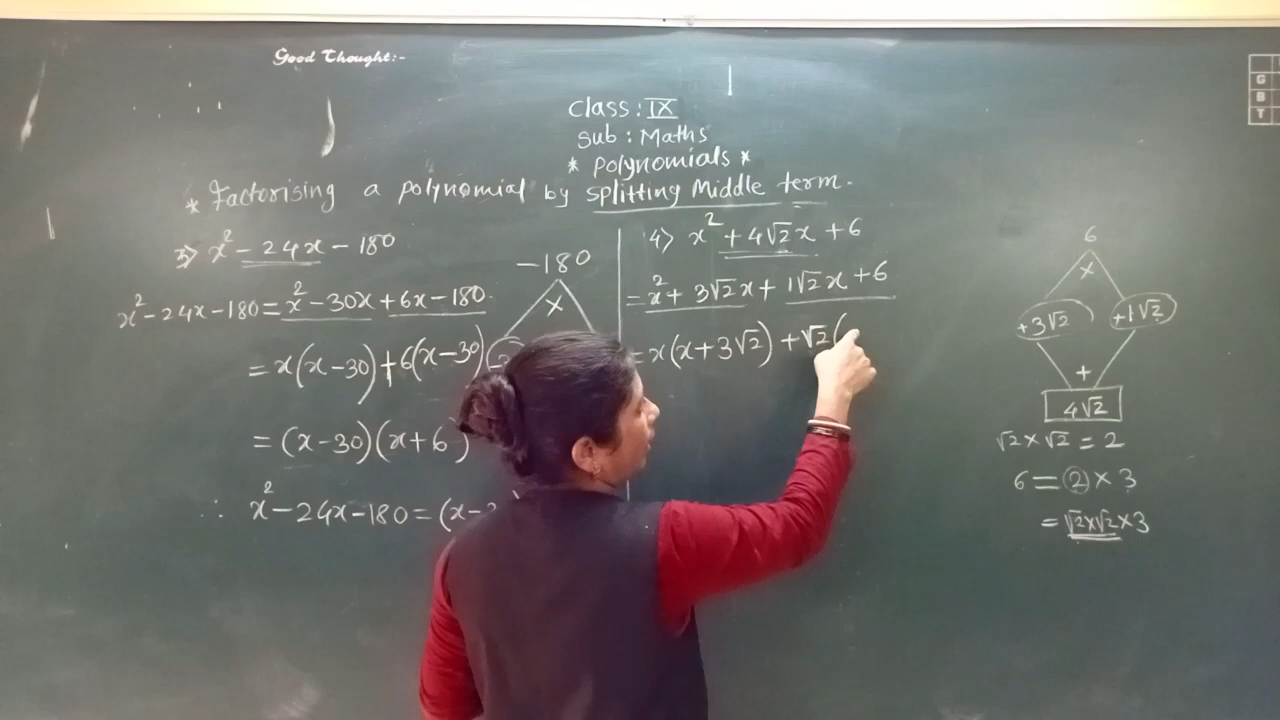 Good Thought:-
Class : IX
Sub : Maths
* Polynomials *
* Factorising a polynomial by splitting Middle term.
3> x² - 24x - 180
x² - 24x - 180 = x² - 30x + 6x - 180
= x(x - 30) + 6(x - 30)
= (x - 30)(x + 6)
∴ x² - 24x - 180 = (x -
- 180
×
4> x² + 4√2x + 6
= x² + 3√2x + 1√2x + 6
= x(x + 3√2) + √2(
6
×
+3√2 +1√2
+
4√2
√2 × √2 = 2
6 = 2 × 3
= √2×√2 × 3
G
B
T